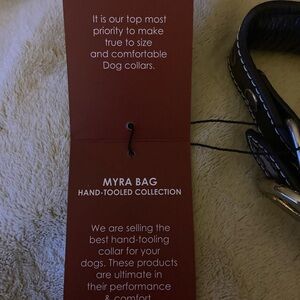 It is our top most
priority to make
true to size
and comfortable
Dog collars.
MYRA BAG
HAND-TOOLED COLLECTION
We are selling the
best hand-tooling
collar for your
dogs. These products
are ultimate in
their performance
& comfort